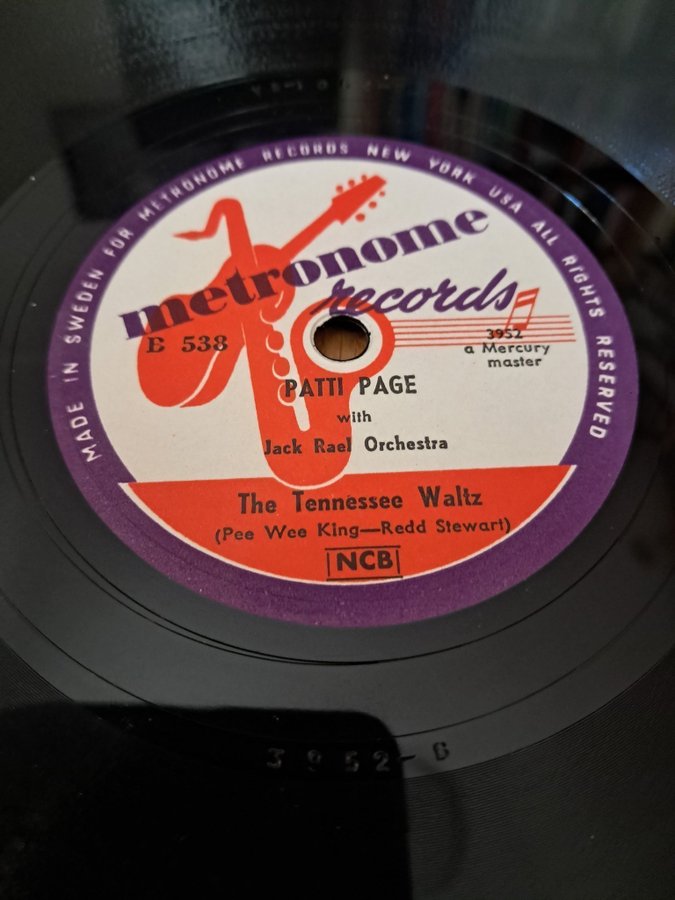 MADE IN SWEDEN FOR METRONOME RECORDS NEW YORK USA ALL RIGHTS RESERVED
metronome
records
B 538
3952
a Mercury
master
PATTI PAGE
with
Jack Rael Orchestra
The Tennessee Waltz
(Pee Wee King—Redd Stewart)
NCB
3952-B